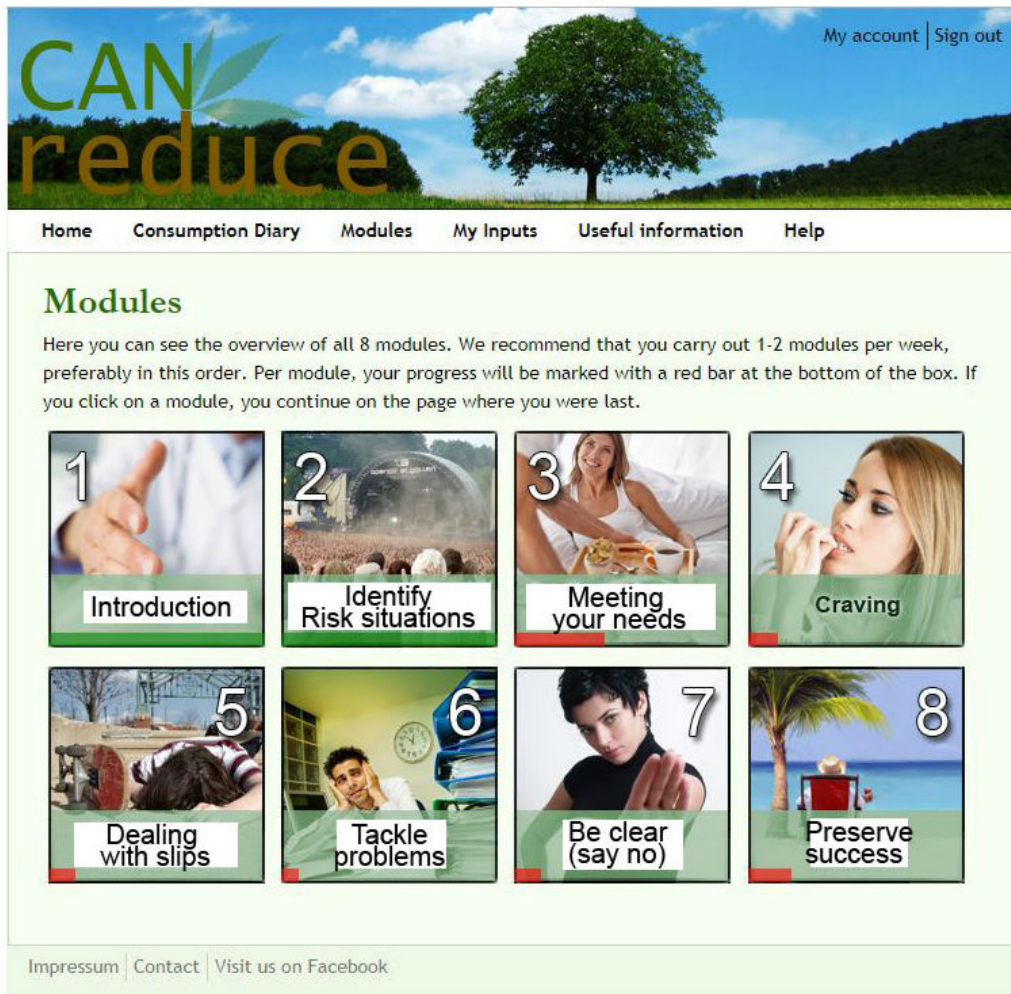 My account Sign out
CAN
reduce
Home Consumption Diary Modules My Inputs Useful information Help
Modules
Here you can see the overview of all 8 modules. We recommend that you carry out 1-2 modules per week,
preferably in this order. Per module, your progress will be marked with a red bar at the bottom of the box. If
you click on a module, you continue on the page where you were last.
1
Introduction
2
Identify
Risk situations
3
Meeting
your needs
4
Craving
5
Dealing
with slips
6
Tackle
problems
7
Be clear
(say no)
8
Preserve
success
Impressum Contact Visit us on Facebook